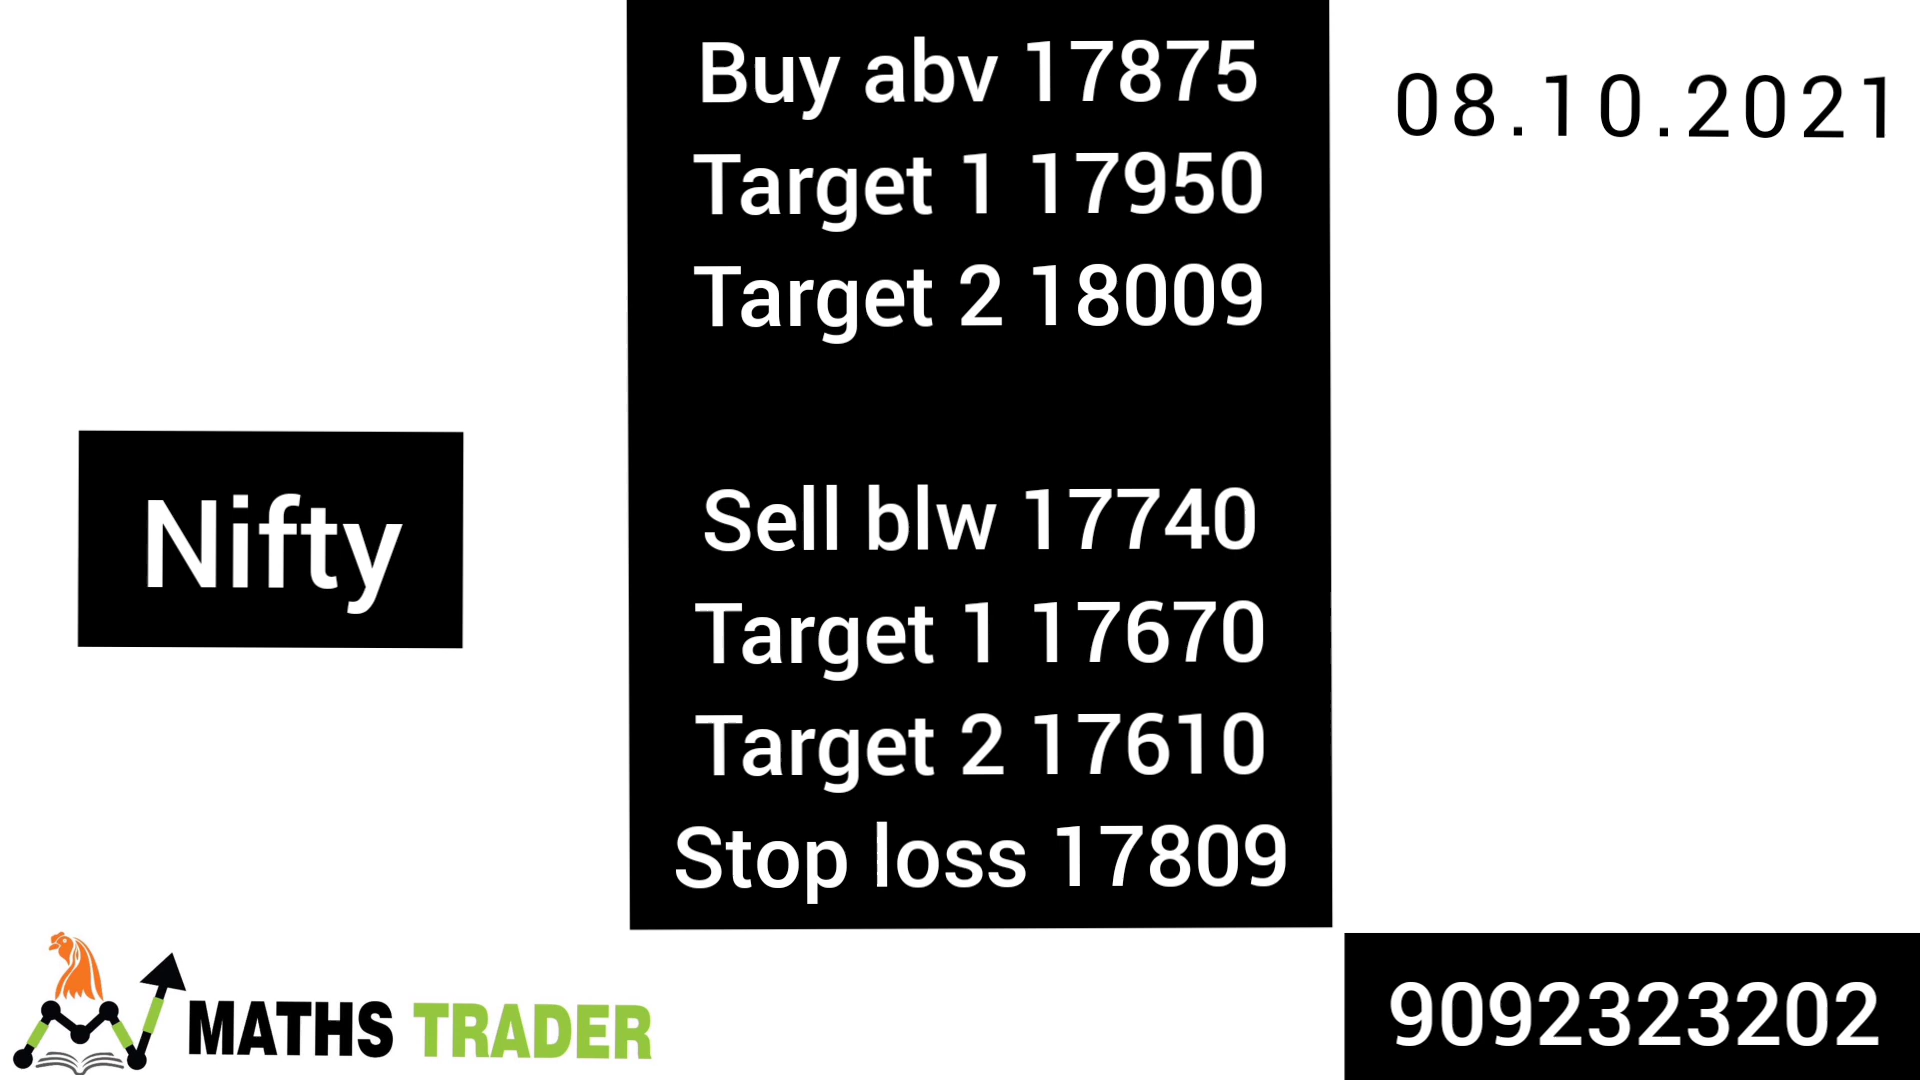 Buy abv 17875
Target 1 17950
Target 2 18009
08.10.2021
Nifty
Sell blw 17740
Target 1 17670
Target 2 17610
Stop loss 17809
MATHS TRADER
9092323202